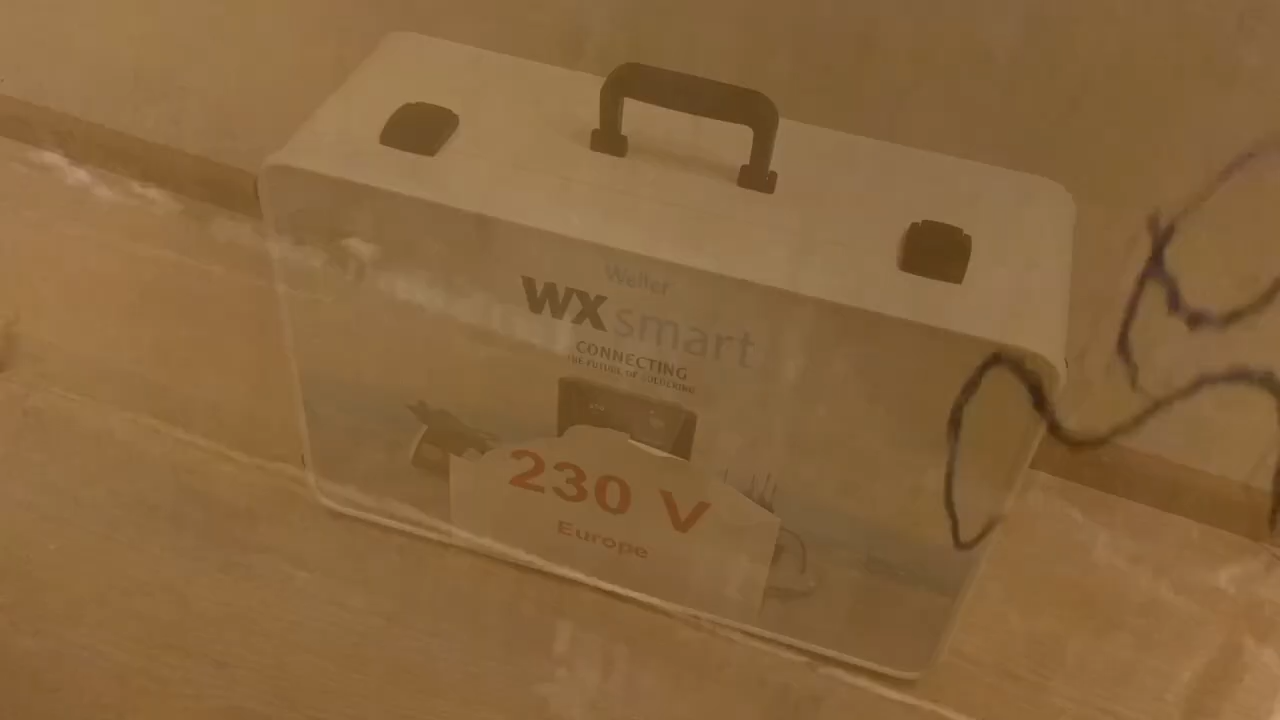 Weller
WX smart
CONNECTING
THE FUTURE OF SOLDERING
230 V
Europe